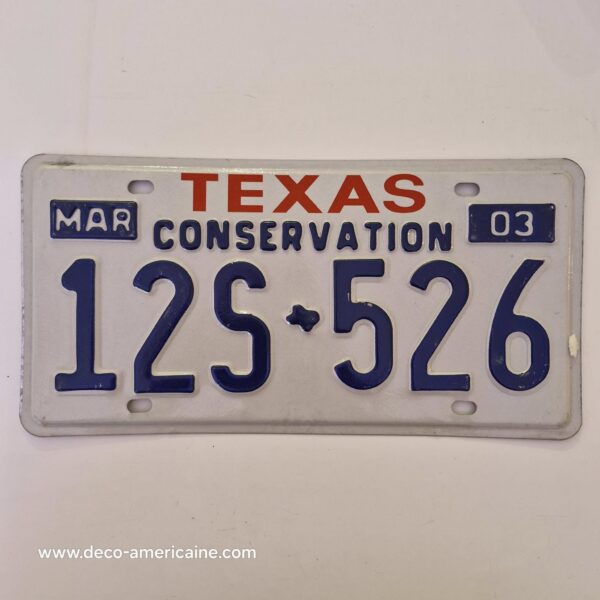 TEXAS
MAR CONSERVATION 03
12S 526
www.deco-americaine.com